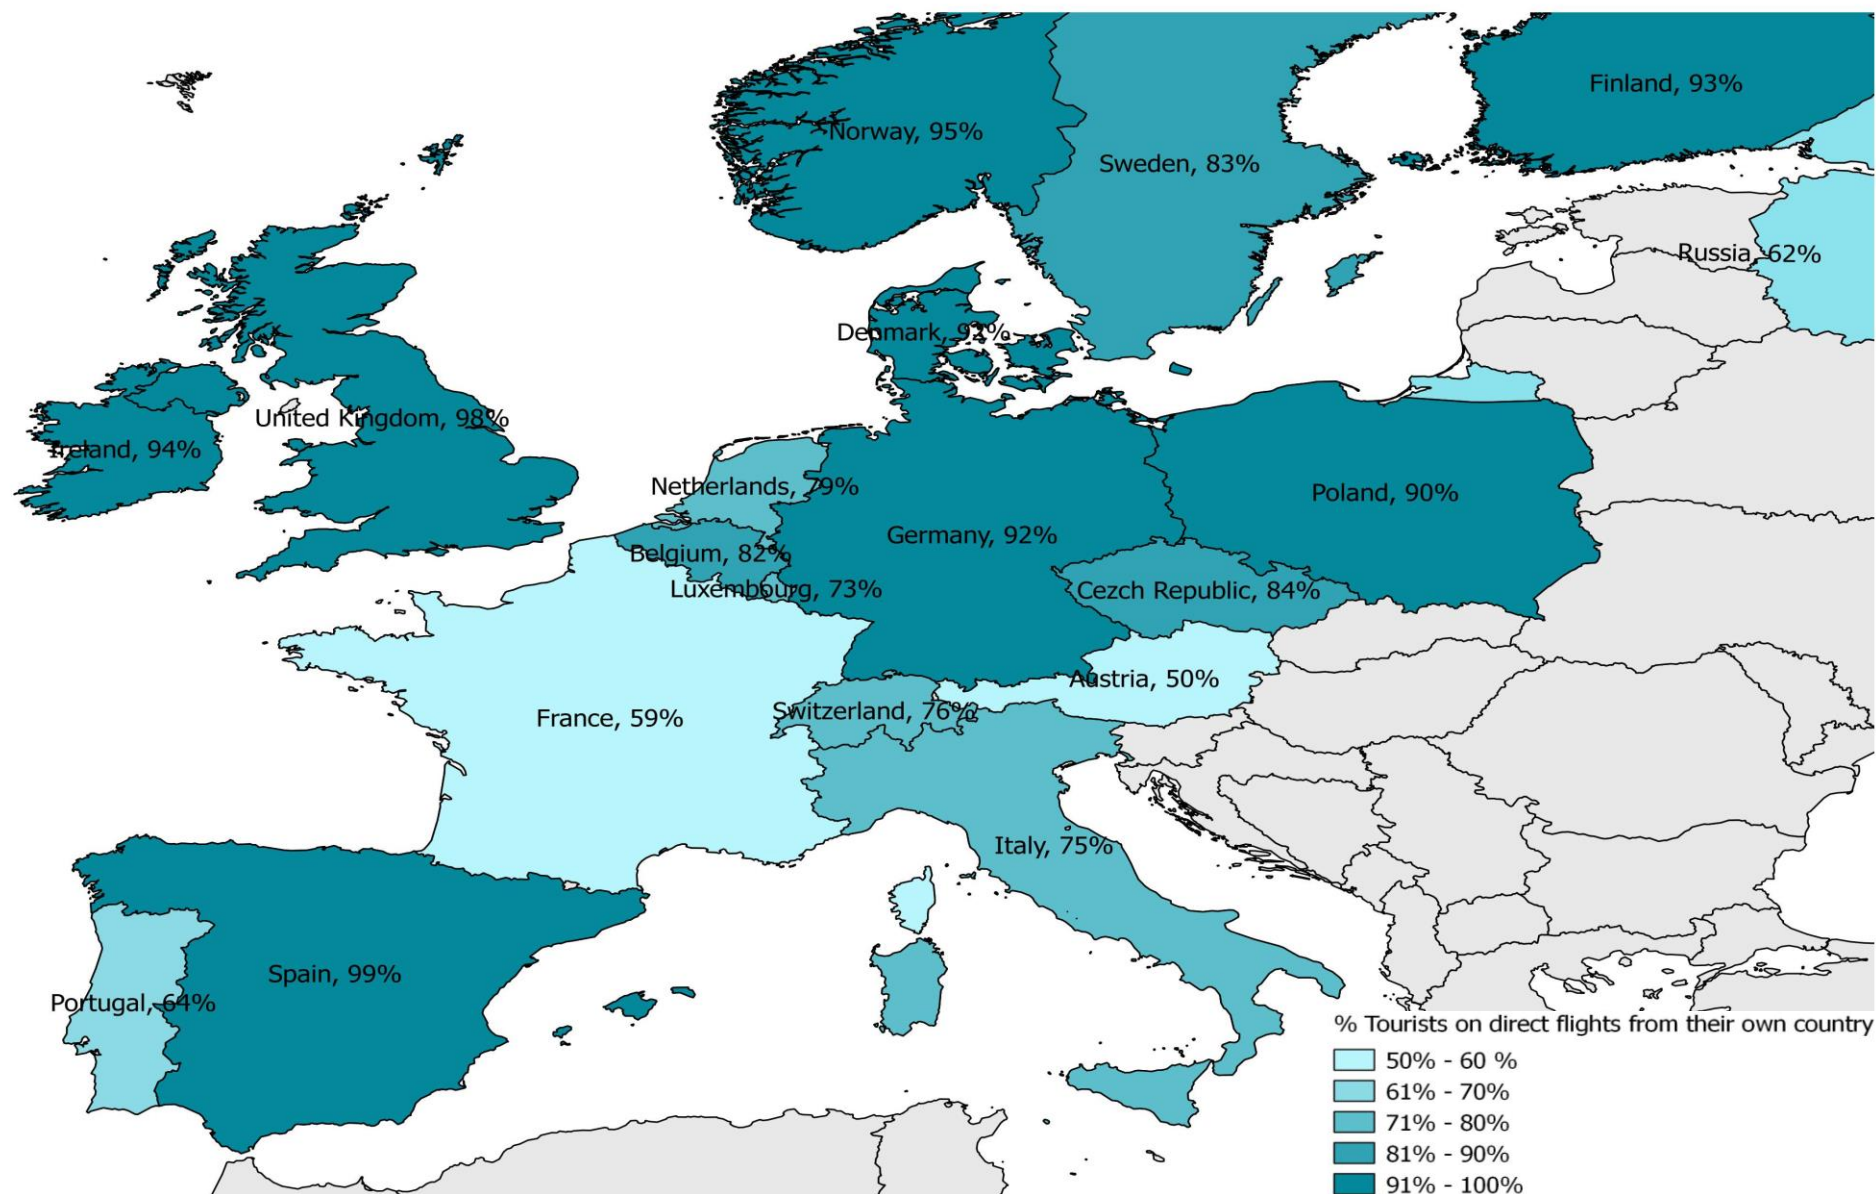 Finland, 93%
Norway, 95%
Sweden, 83%
Russia, 62%
Denmark, 92%
United Kingdom, 98%
Ireland, 94%
Netherlands, 79%
Poland, 90%
Germany, 92%
Belgium, 82%
Luxembourg, 73%
Cezch Republic, 84%
Austria, 50%
Switzerland, 76%
France, 59%
Italy, 75%
Spain, 99%
Portugal, 64%
% Tourists on direct flights from their own country
50% - 60 %
61% - 70%
71% - 80%
81% - 90%
91% - 100%